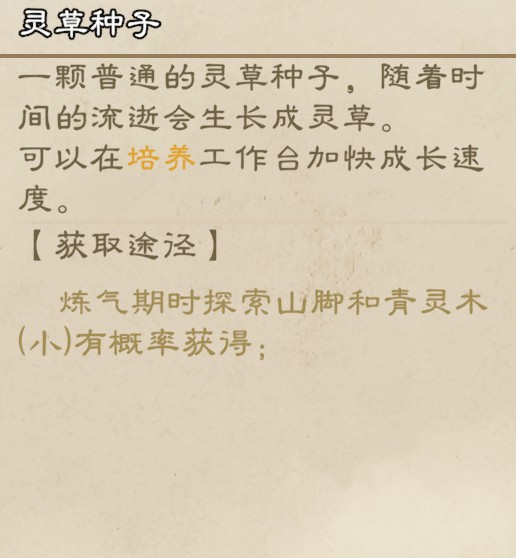 灵草种子
一颗普通的灵草种子，随着时
间的流逝会生长成灵草。
可以在培养工作台加快成长速
度。
【获取途径】
炼气期时探索山脚和青灵木
(小)有概率获得；